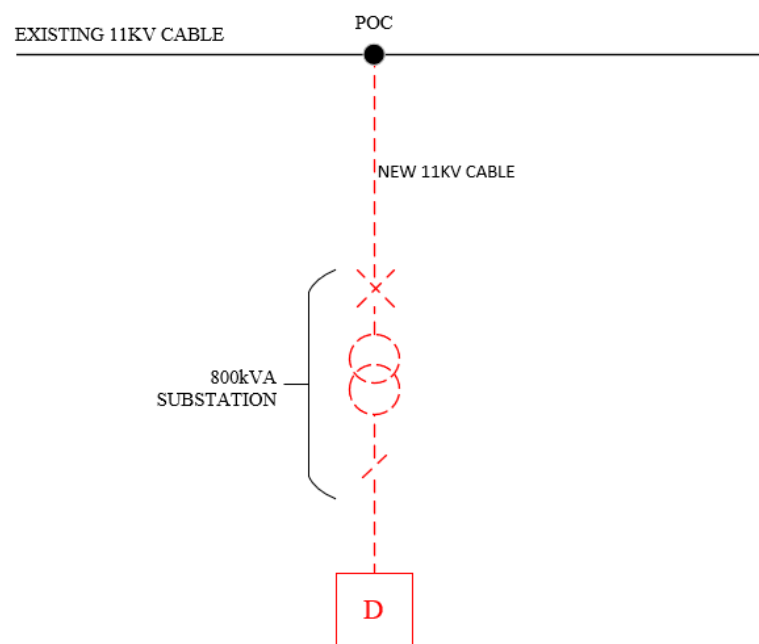 POC
EXISTING 11KV CABLE
NEW 11KV CABLE
800kVA
SUBSTATION
D